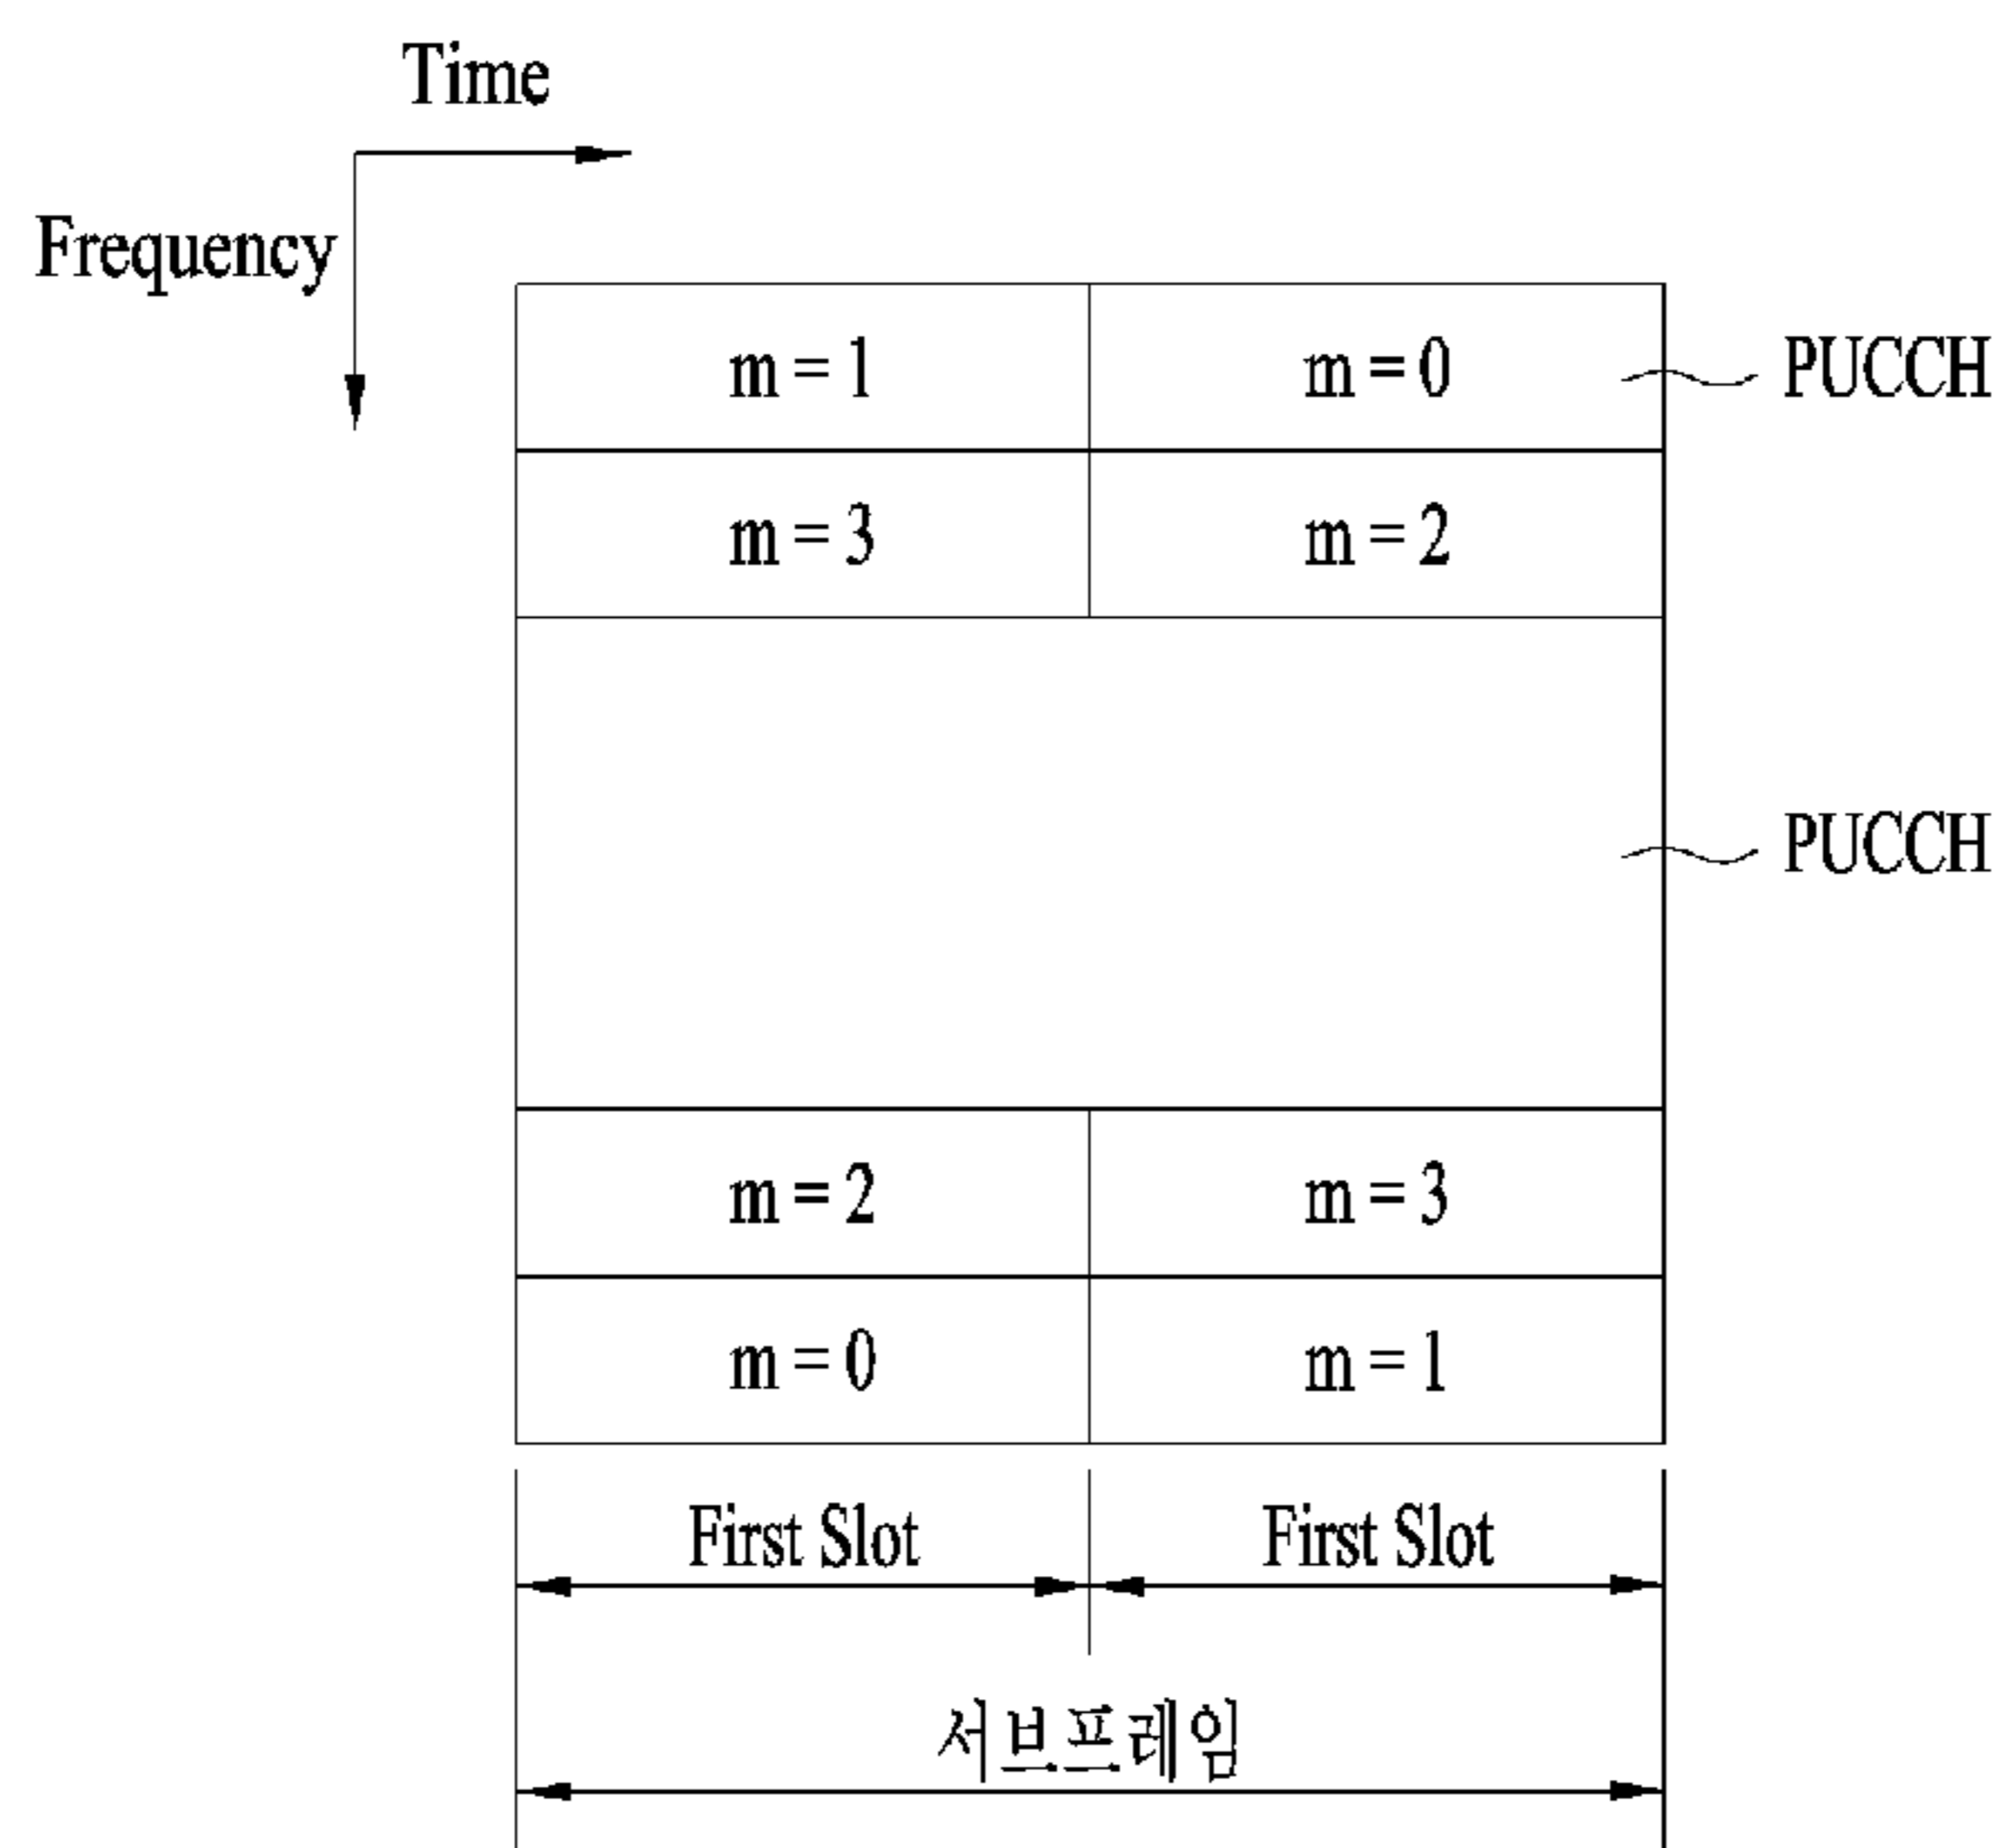 Time
Frequency
m = 1
m = 0
PUCCH
m = 3
m = 2
PUCCH
m = 2
m = 3
m = 0
m = 1
First Slot
First Slot
서브프레임